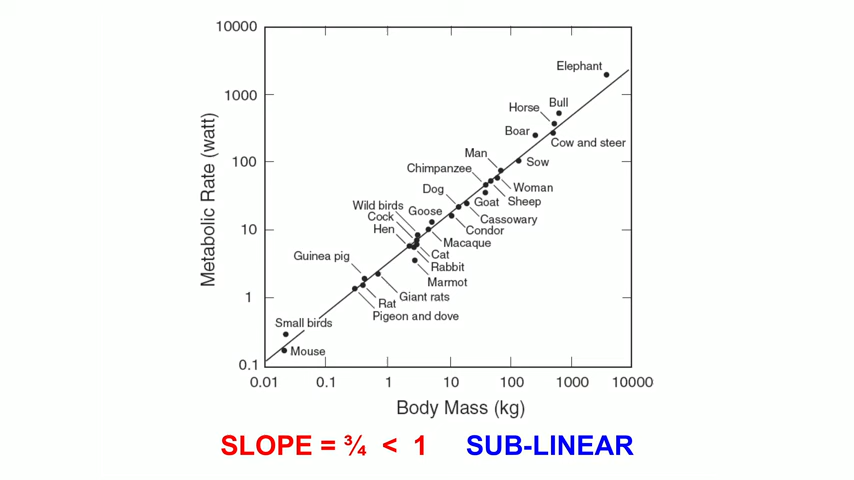 10000
Elephant
1000
Bull
Horse
Boar
Cow and steer
Metabolic Rate (watt)
100
Man
Sow
Chimpanzee
Dog
Woman
Goat
Sheep
Wild birds
Goose
Cassowary
Cock
Condor
10
Hen
Macaque
Cat
Guinea pig
Rabbit
Marmot
1
Giant rats
Rat
Pigeon and dove
Small birds
Mouse
0.1
0.01 0.1 1 10 100 1000 10000
Body Mass (kg)
SLOPE = ¾ < 1 SUB-LINEAR